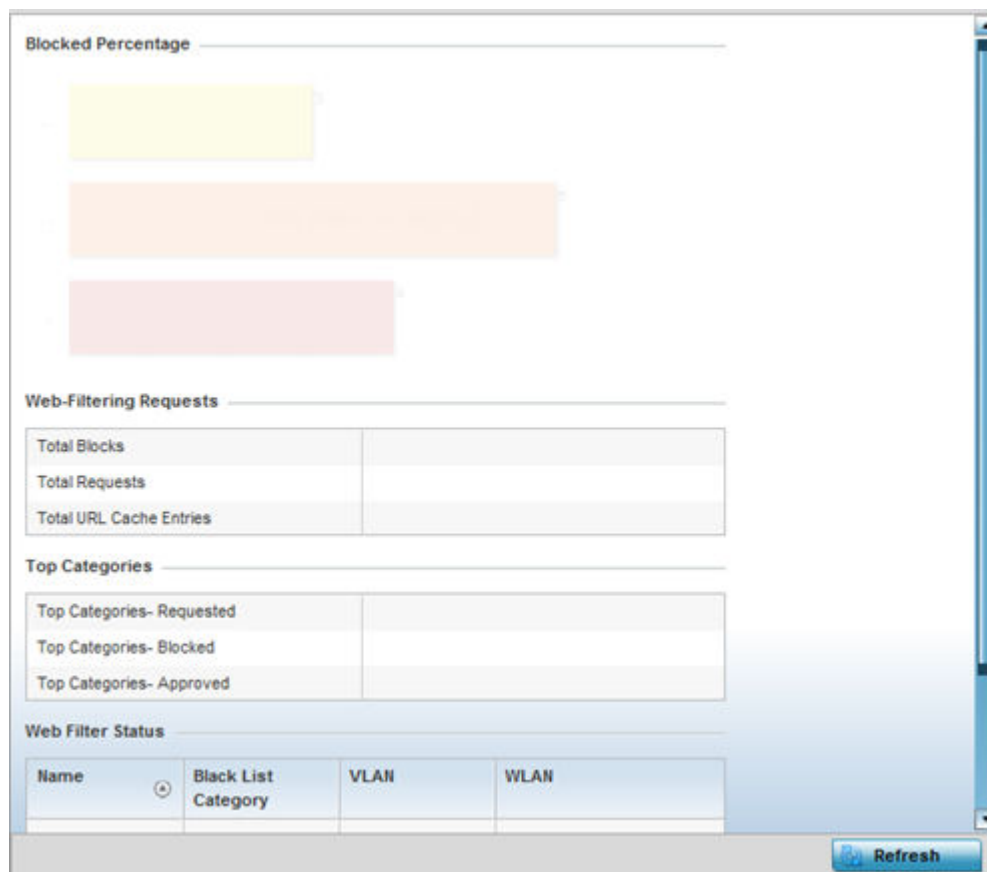 Blocked Percentage
Web-Filtering Requests
Total Blocks
Total Requests
Total URL Cache Entries
Top Categories
Top Categories- Requested
Top Categories- Blocked
Top Categories- Approved
Web Filter Status
Name
Black List
Category
VLAN
WLAN
Refresh